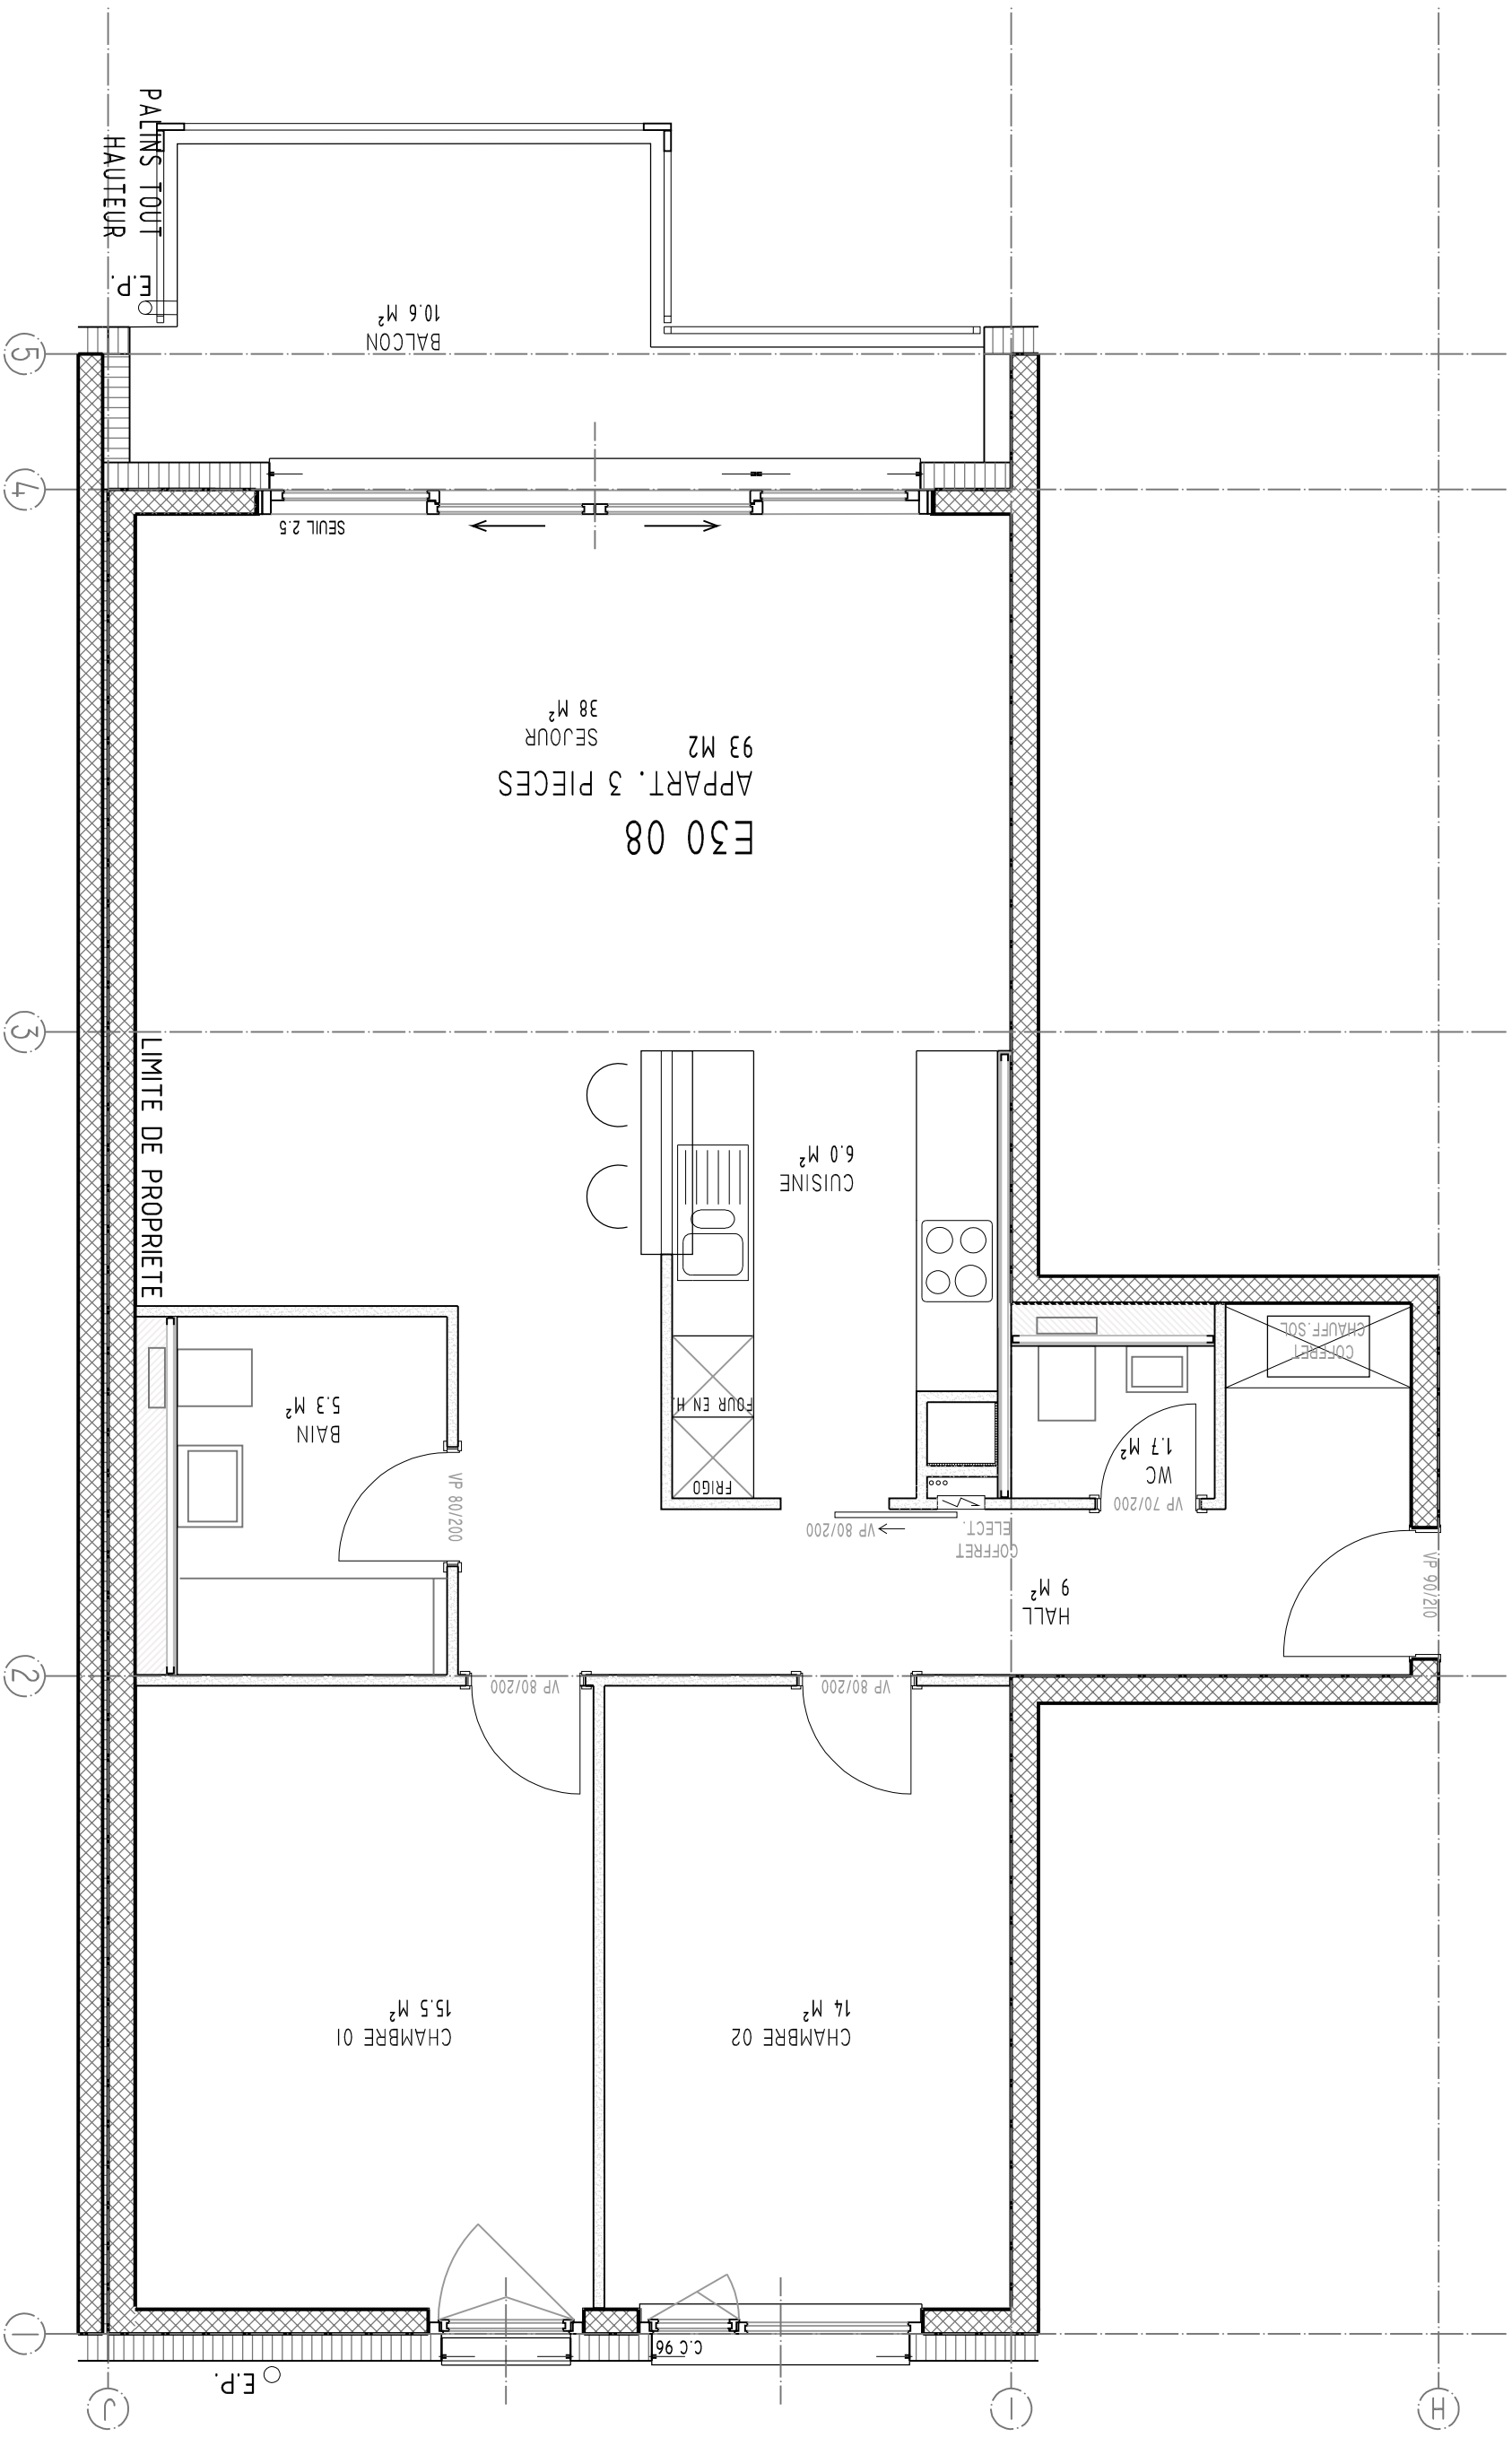 PALINS TOUT
HAUTEUR
E.P.
BALCON
10.6 M²
5
4
SEUIL 2.5
E30 08
APPART. 3 PIECES
93 M2
SEJOUR
38 M²
3
LIMITE DE PROPRIETE
CUISINE
6.0 M²
COFFRET
CHAUFF.SOL
FOUR EN H.
FRIGO
BAIN
5.3 M²
VP 80/200
WC
1.7 M²
VP 70/200
VP 80/200
COFFRET
ELECT.
HALL
9 M²
VP 90/210
2
VP 80/200
VP 80/200
CHAMBRE 01
15.5 M²
CHAMBRE 02
14 M²
1
C.C 96
E.P.
J
I
H